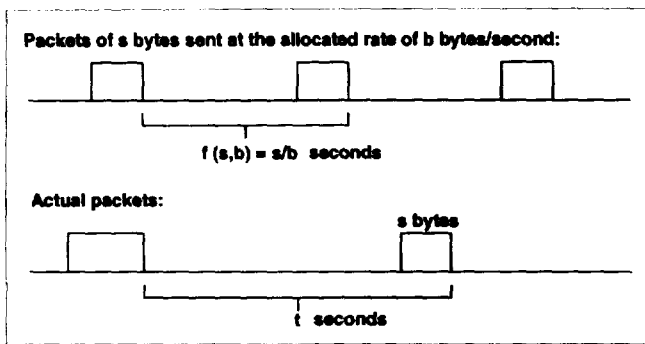 Packets of s bytes sent at the allocated rate of b bytes/second:
f (s,b) = s/b seconds
Actual packets:
s bytes
t seconds